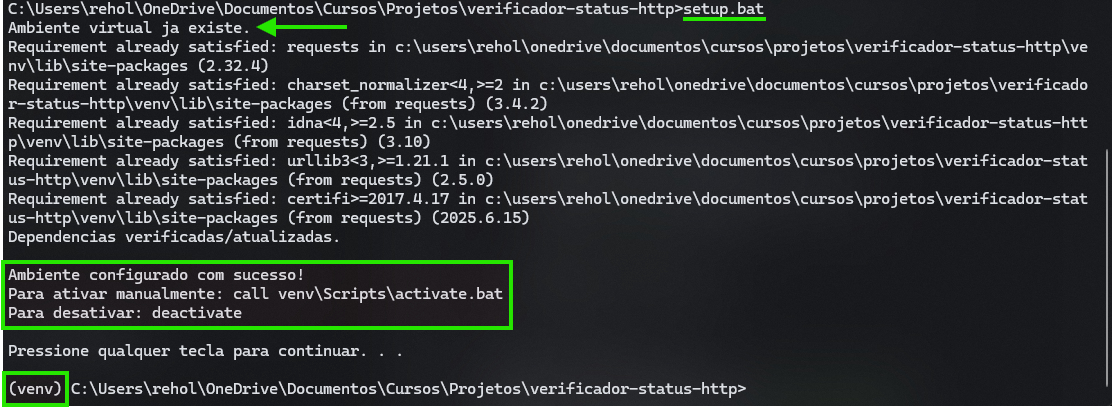 C:\Users\rehol\OneDrive\Documentos\Cursos\Projetos\verificador-status-http>setup.bat
Ambiente virtual ja existe.
Requirement already satisfied: requests in c:\users\rehol\onedrive\documentos\cursos\projetos\verificador-status-http\ve
nv\lib\site-packages (2.32.4)
Requirement already satisfied: charset_normalizer<4,>=2 in c:\users\rehol\onedrive\documentos\cursos\projetos\verificado
r-status-http\venv\lib\site-packages (from requests) (3.4.2)
Requirement already satisfied: idna<4,>=2.5 in c:\users\rehol\onedrive\documentos\cursos\projetos\verificador-status-htt
p\venv\lib\site-packages (from requests) (3.10)
Requirement already satisfied: urllib3<3,>=1.21.1 in c:\users\rehol\onedrive\documentos\cursos\projetos\verificador-stat
us-http\venv\lib\site-packages (from requests) (2.5.0)
Requirement already satisfied: certifi>=2017.4.17 in c:\users\rehol\onedrive\documentos\cursos\projetos\verificador-stat
us-http\venv\lib\site-packages (from requests) (2025.6.15)
Dependencias verificadas/atualizadas.
Ambiente configurado com sucesso!
Para ativar manualmente: call venv\Scripts\activate.bat
Para desativar: deactivate
Pressione qualquer tecla para continuar. . .
(venv) C:\Users\rehol\OneDrive\Documentos\Cursos\Projetos\verificador-status-http>